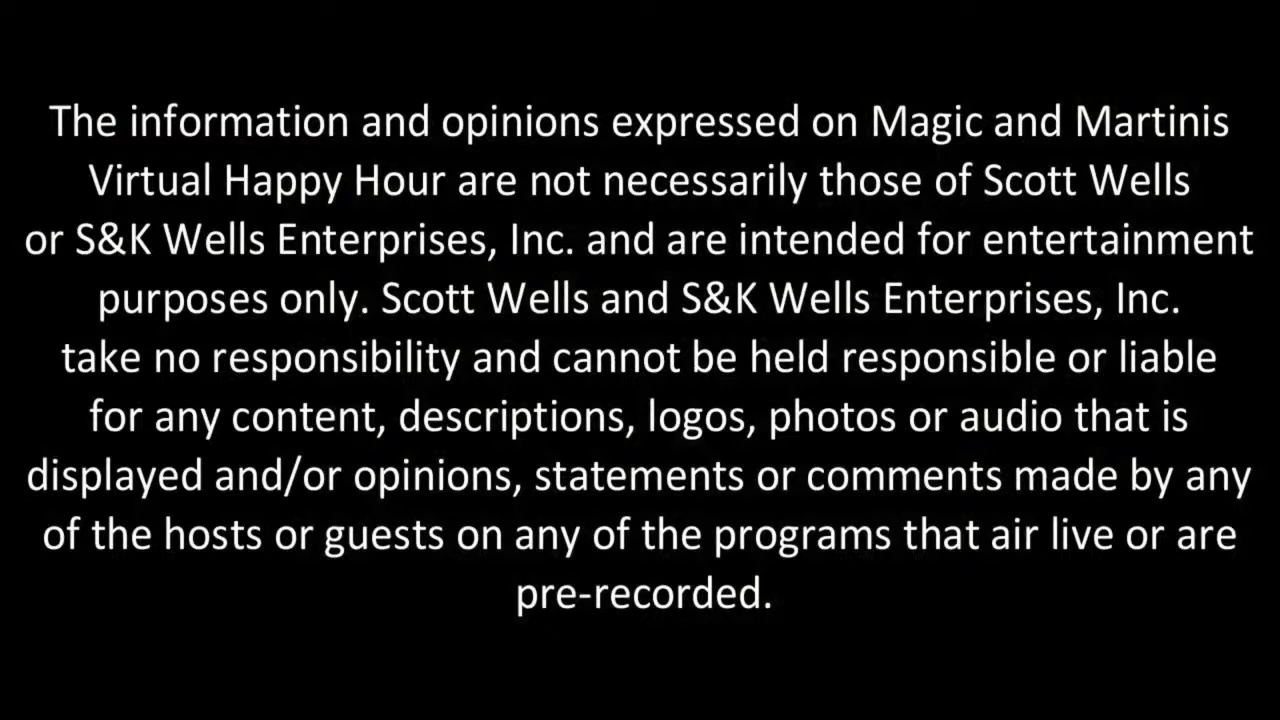 The information and opinions expressed on Magic and Martinis
Virtual Happy Hour are not necessarily those of Scott Wells
or S&K Wells Enterprises, Inc. and are intended for entertainment
purposes only. Scott Wells and S&K Wells Enterprises, Inc.
take no responsibility and cannot be held responsible or liable
for any content, descriptions, logos, photos or audio that is
displayed and/or opinions, statements or comments made by any
of the hosts or guests on any of the programs that air live or are
pre-recorded.